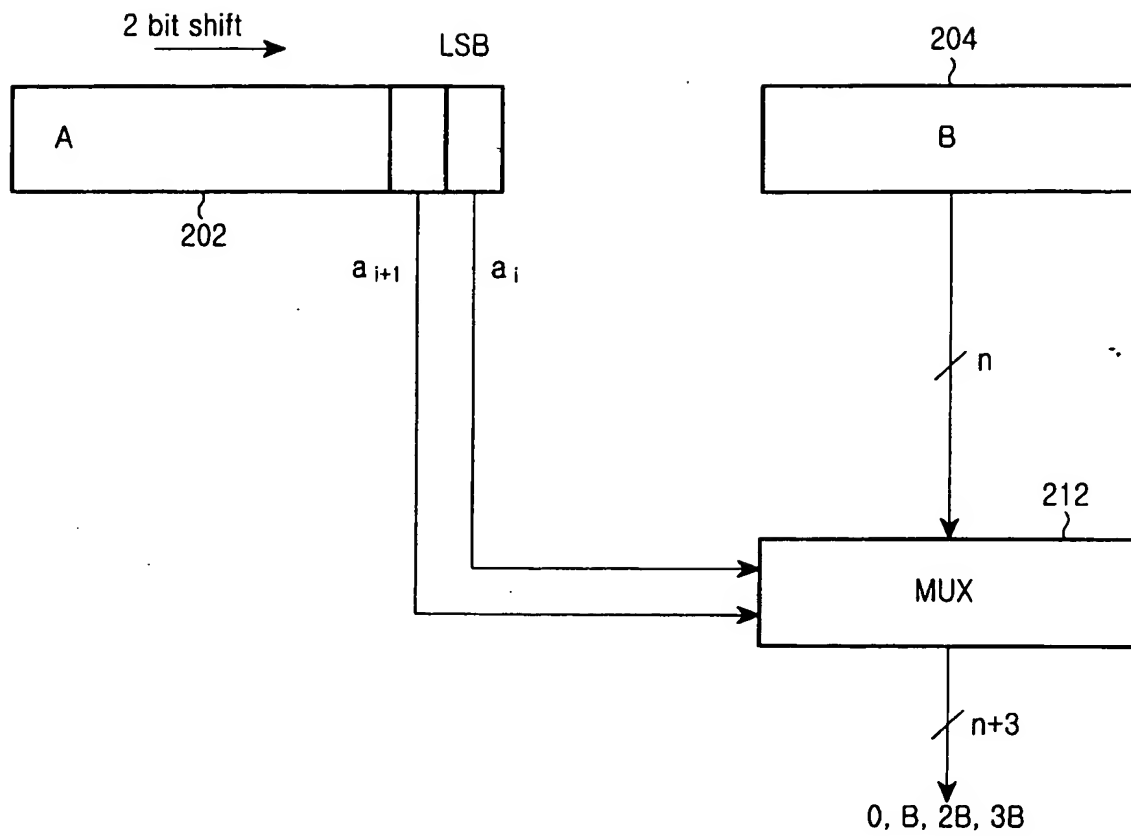 2 bit shift
LSB
204
A
B
202
a i+1
a i
n
212
MUX
n+3
0, B, 2B, 3B